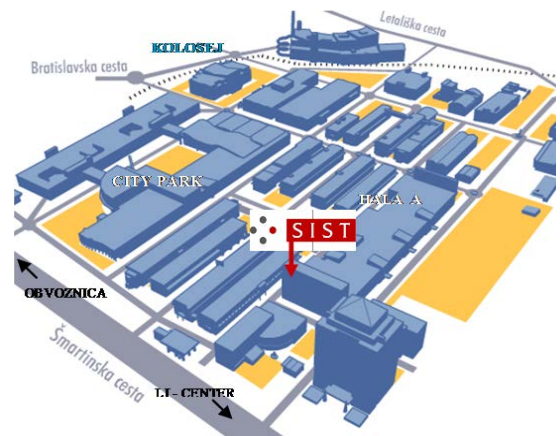 Letališka cesta
KOLOSEJ
Bratislavska cesta
CITY PARK
HALA A
SIST
OBVOZNICA
Šmartinska cesta
LJ - CENTER